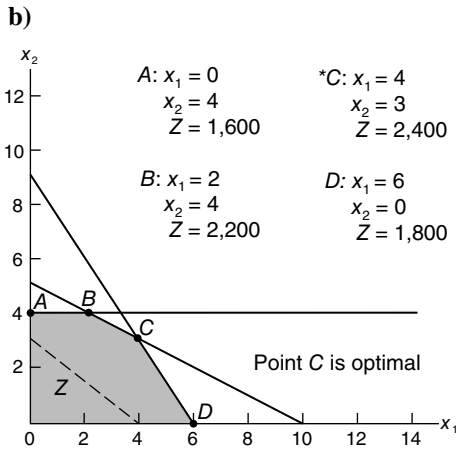 b)
x₂
12
10
8
6
4
2
A: x₁ = 0
x₂ = 4
Z = 1,600
*C: x₁ = 4
x₂ = 3
Z = 2,400
B: x₁ = 2
x₂ = 4
Z = 2,200
D: x₁ = 6
x₂ = 0
Z = 1,800
A
B
C
Point C is optimal
Z
D
0 2 4 6 8 10 12 14 x₁